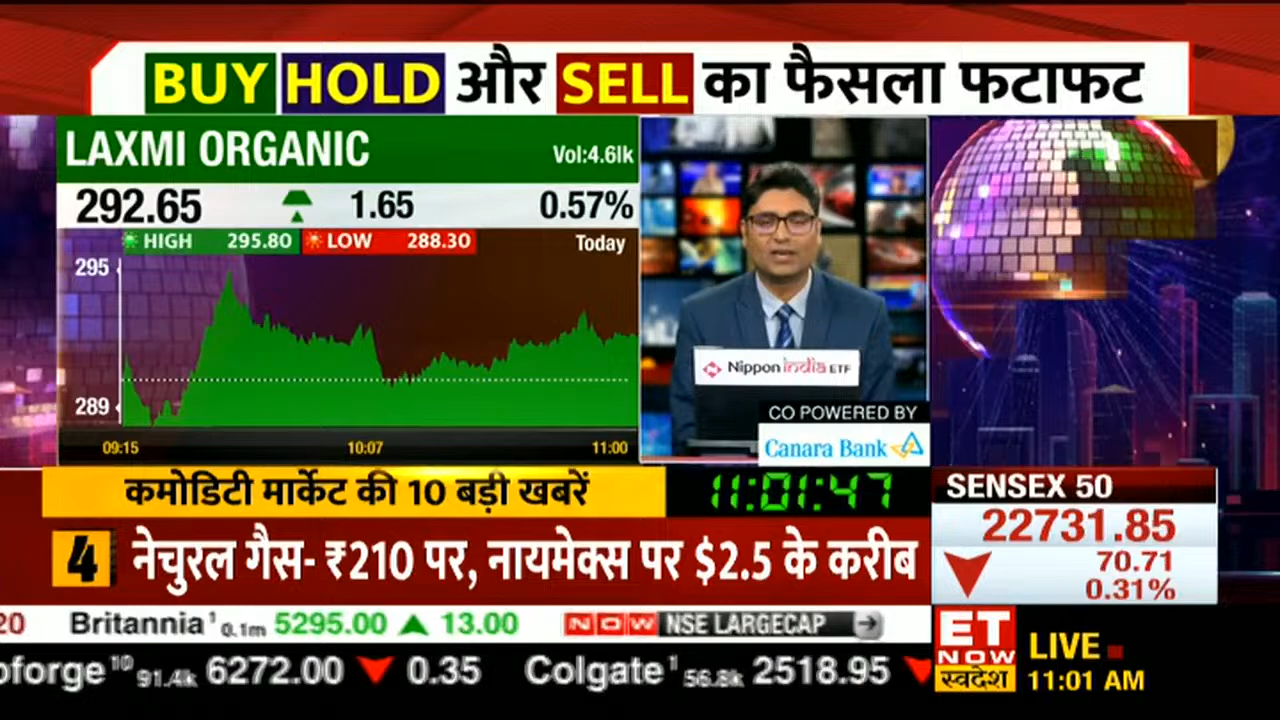 BUY HOLD और SELL का फैसला फटाफट
LAXMI ORGANIC
Vol:4.6lk
292.65 1.65 0.57%
HIGH 295.80 LOW 288.30 Today
295
289
09:15 10:07 11:00
Nippon india ETF
CO POWERED BY
Canara Bank
कमोडिटी मार्केट की 10 बड़ी खबरें
11:01:47
4 नेचुरल गैस- ₹210 पर, नायमेक्स पर $2.5 के करीब
SENSEX 50
22731.85
70.71
0.31%
20 Britannia 1 0.1m 5295.00 13.00 NOW NSE LARGECAP
oforge 10 91.4k 6272.00 0.35 Colgate 1 56.8k 2518.95
ET
NOW
स्वदेश
LIVE
11:01 AM